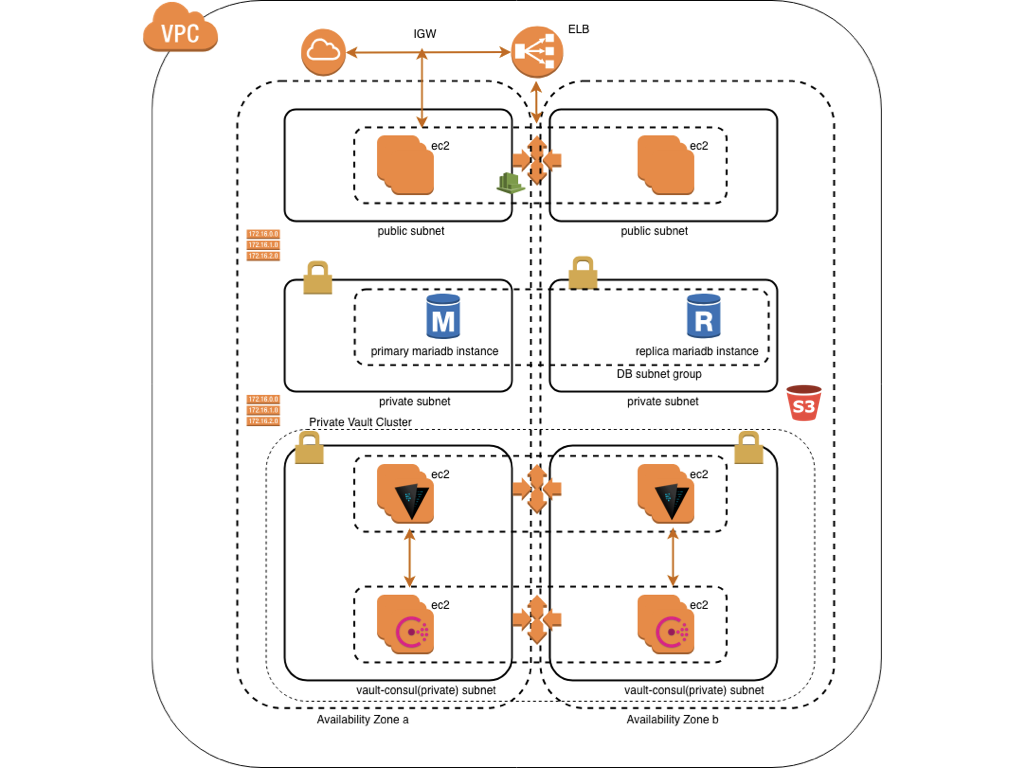 VPC
IGW
ELB
ec2
ec2
public subnet
public subnet
172.16.0.0
172.16.1.0
172.16.2.0
M
R
primary mariadb instance
replica mariadb instance
DB subnet group
private subnet
private subnet
S3
172.16.0.0
172.16.1.0
172.16.2.0
Private Vault Cluster
ec2
ec2
ec2
ec2
vault-consul(private) subnet
vault-consul(private) subnet
Availability Zone a
Availability Zone b